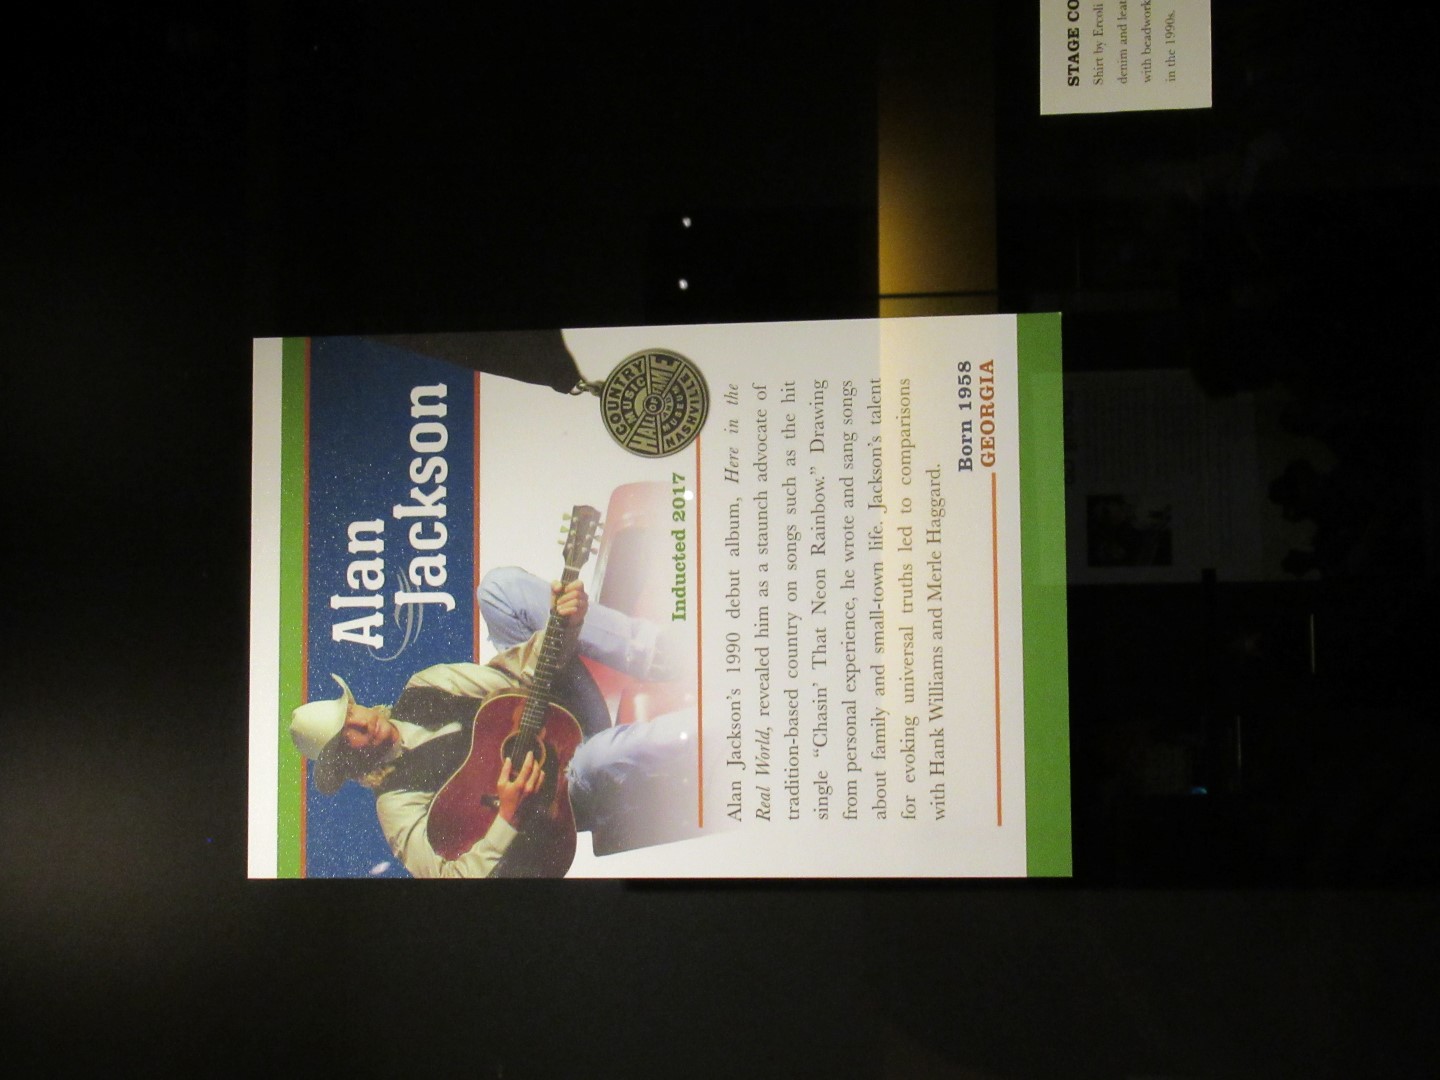 Alan
Jackson
COUNTRY
MUSIC
HALL OF FAME
MUSEUM
NASHVILLE
Inducted 2017
Alan Jackson's 1990 debut album, Here in the
Real World, revealed him as a staunch advocate of
tradition-based country on songs such as the hit
single “Chasin’ That Neon Rainbow.” Drawing
from personal experience, he wrote and sang songs
about family and small-town life. Jackson's talent
for evoking universal truths led to comparisons
with Hank Williams and Merle Haggard.
Born 1958
GEORGIA
STAGE CO
Shirt by Ercoli
denim and leat
with beadwork
in the 1990s.